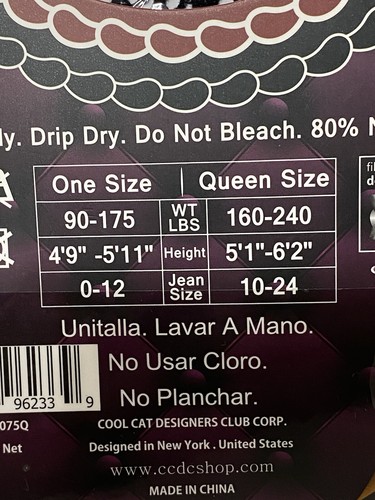 ly. Drip Dry. Do Not Bleach. 80% N
One Size | Queen Size
90-175 WT LBS 160-240
4'9" -5'11" Height 5'1"-6'2"
0-12 Jean Size 10-24
Unitalla. Lavar A Mano.
No Usar Cloro.
No Planchar.
96233 9
075Q
Net
COOL CAT DESIGNERS CLUB CORP.
Designed in New York . United States
www.ccdcshop.com
MADE IN CHINA